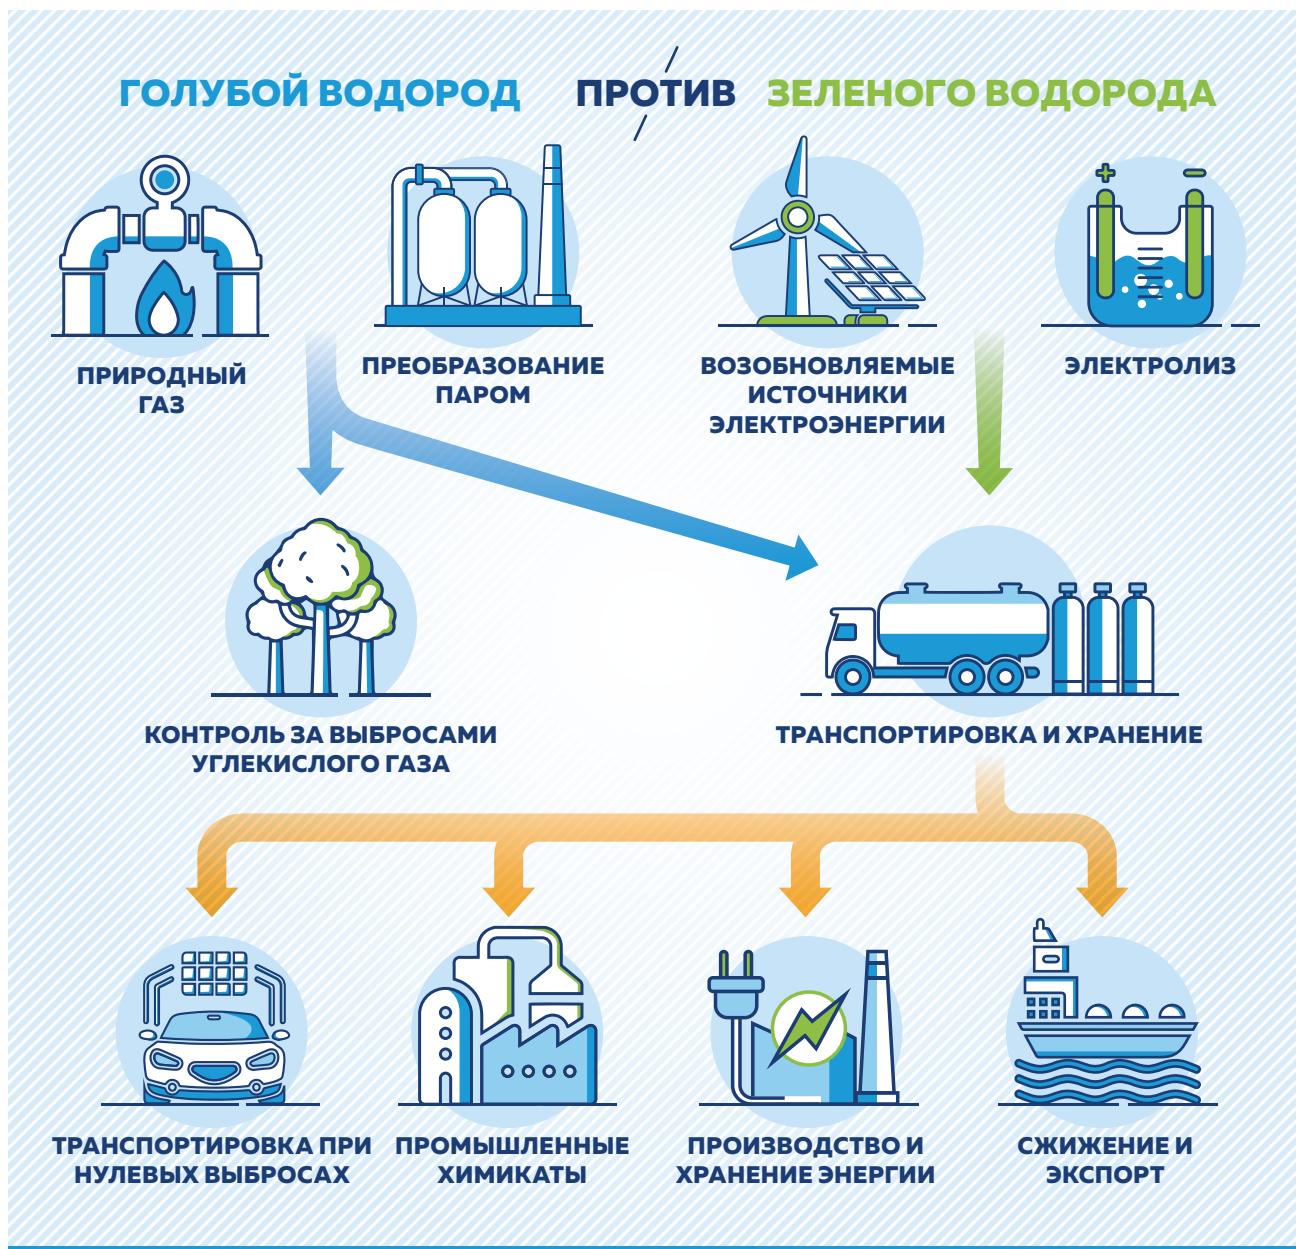 ГОЛУБОЙ ВОДОРОД ПРОТИВ ЗЕЛЕНОГО ВОДОРОДА
ПРИРОДНЫЙ
ГАЗ
ПРЕОБРАЗОВАНИЕ
ПАРОМ
ВОЗОБНОВЛЯЕМЫЕ
ИСТОЧНИКИ
ЭЛЕКТРОЭНЕРГИИ
ЭЛЕКТРОЛИЗ
КОНТРОЛЬ ЗА ВЫБРОСАМИ
УГЛЕКИСЛОГО ГАЗА
ТРАНСПОРТИРОВКА И ХРАНЕНИЕ
ТРАНСПОРТИРОВКА ПРИ
НУЛЕВЫХ ВЫБРОСАХ
ПРОМЫШЛЕННЫЕ
ХИМИКАТЫ
ПРОИЗВОДСТВО И
ХРАНЕНИЕ ЭНЕРГИИ
СЖИЖЕНИЕ И
ЭКСПОРТ